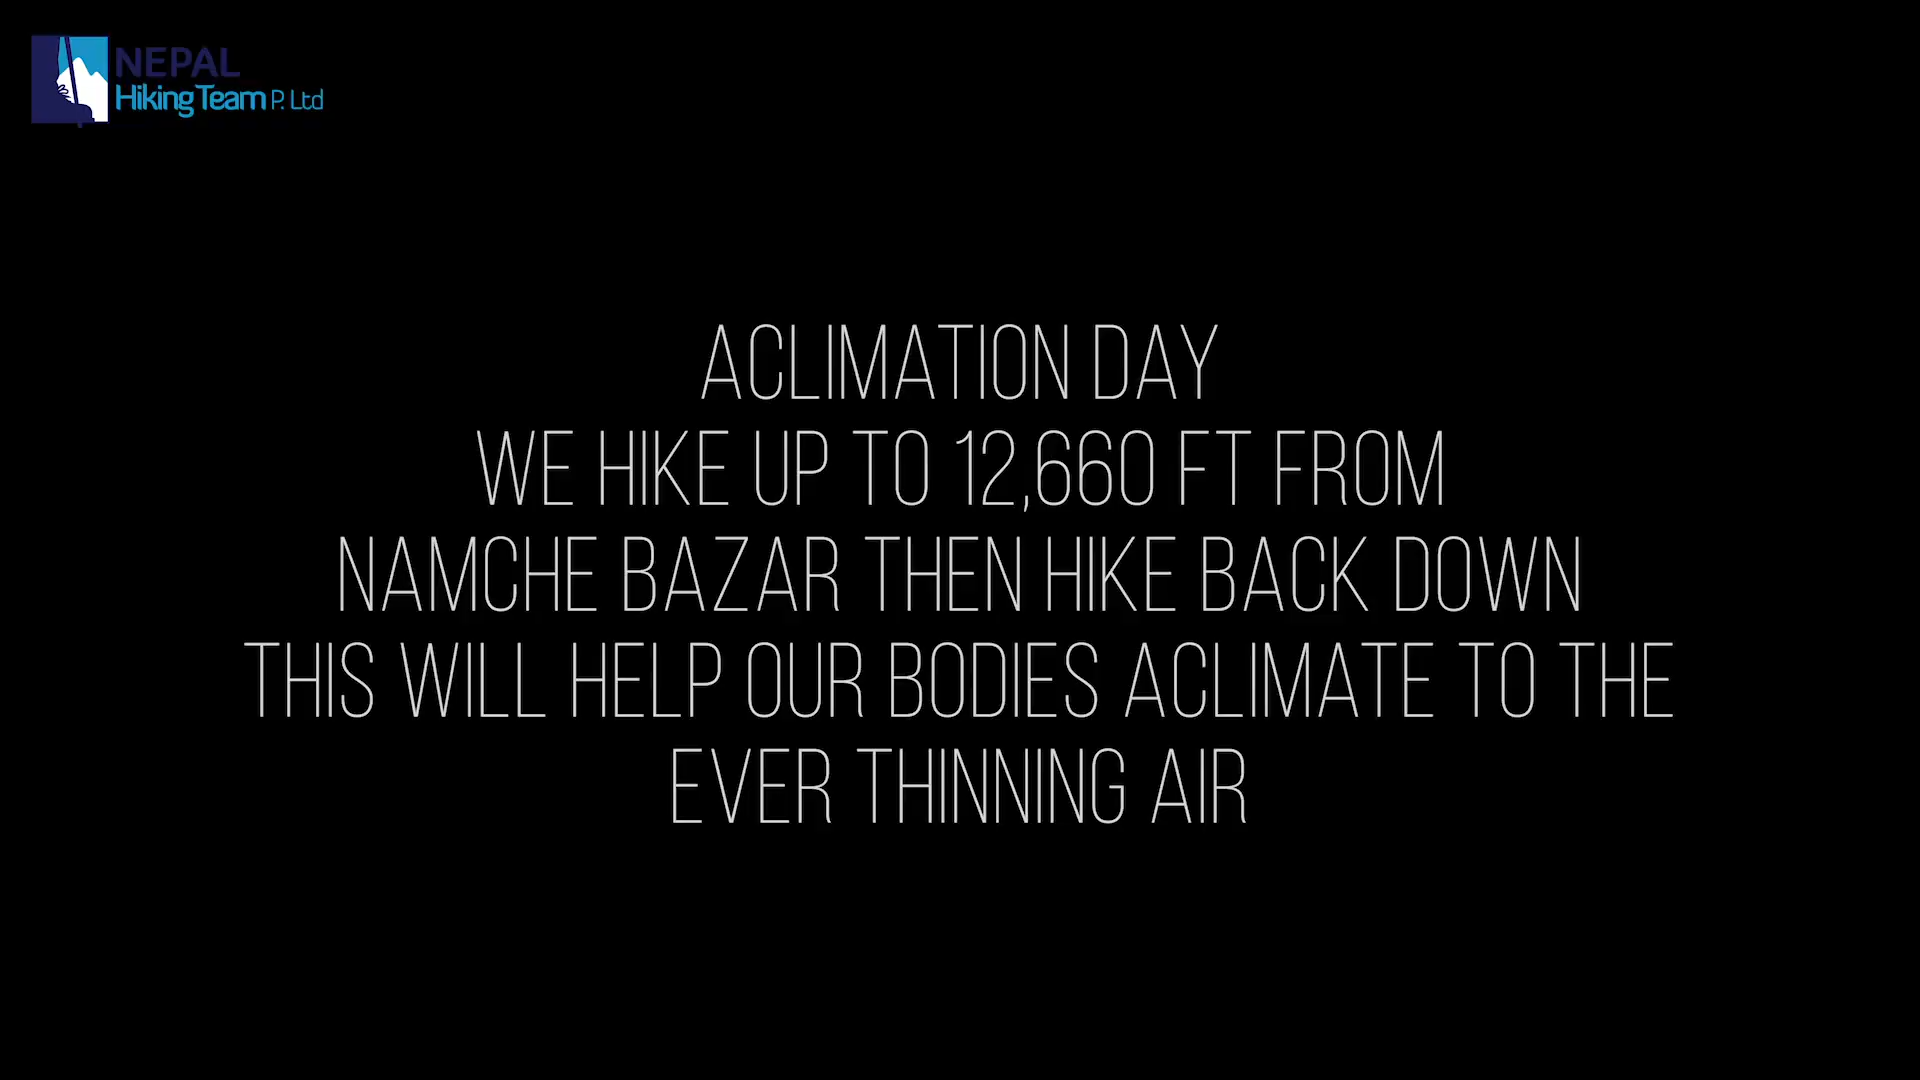 NEPAL
Hiking Team P. Ltd
ACLIMATION DAY
WE HIKE UP TO 12,660 FT FROM
NAMCHE BAZAR THEN HIKE BACK DOWN
THIS WILL HELP OUR BODIES ACLIMATE TO THE
EVER THINNING AIR